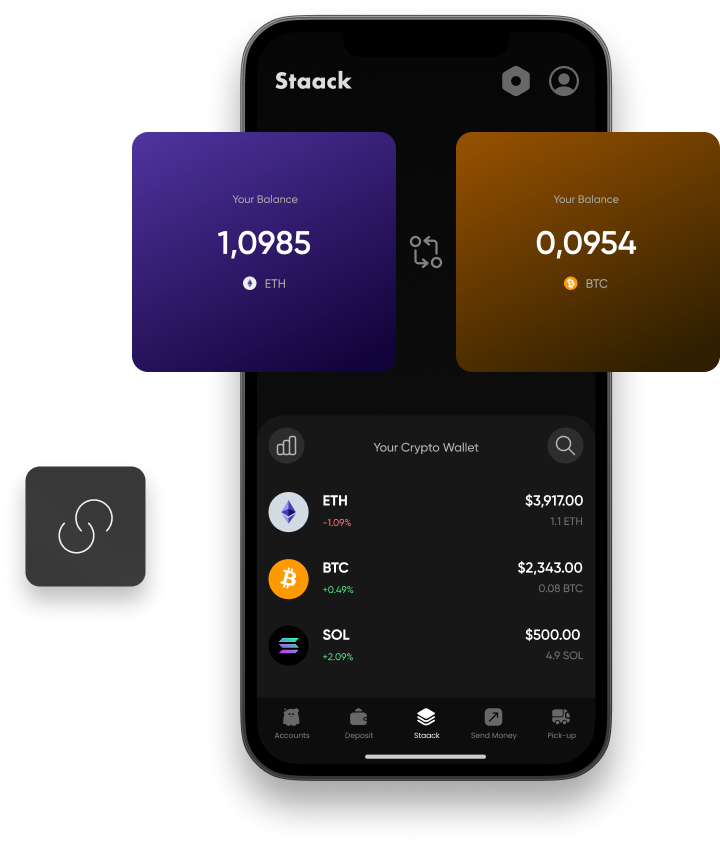 Staack
Your Balance
1,0985
ETH
Your Balance
0,0954
BTC
Your Crypto Wallet
ETH
$3,917.00
-1.09%
1.1 ETH
BTC
$2,343.00
+0.49%
0.08 BTC
SOL
$500.00
+2.09%
4.9 SOL
Accounts
Deposit
Staack
Send Money
Pick-up